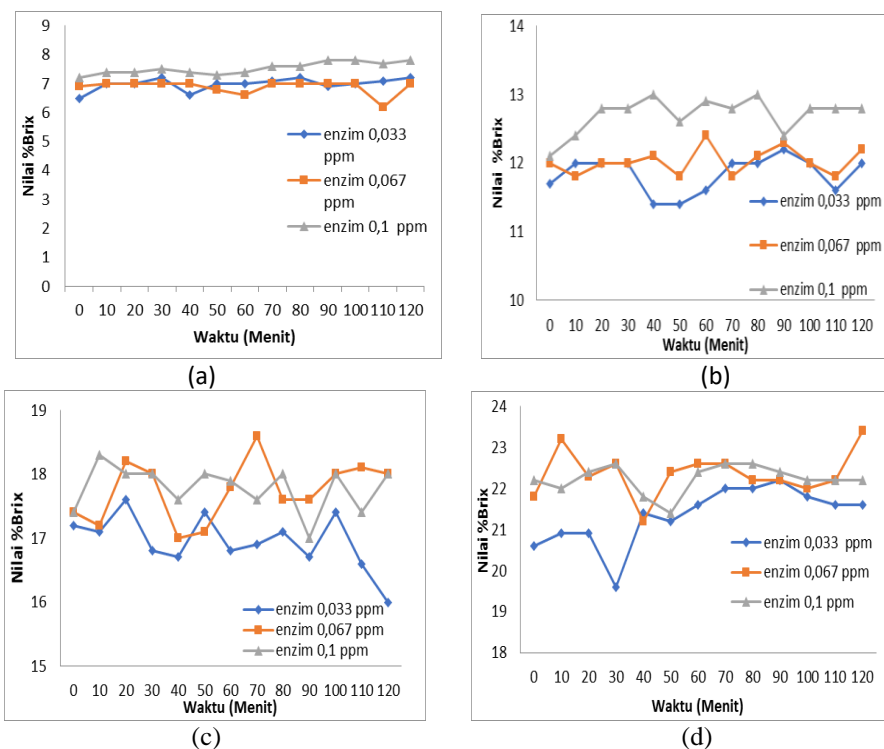 9
8
7
6
5
4
3
2
1
0
Nilai %Brix
enzim 0,033
ppm
enzim 0,067
ppm
enzim 0,1 ppm
0 10 20 30 40 50 60 70 80 90 100 110 120
Waktu (Menit)
(a)
14
13
12
11
10
Nilai %Brix
enzim 0,033 ppm
enzim 0,067 ppm
enzim 0,1 ppm
0 10 20 30 40 50 60 70 80 90 100 110 120
Waktu (Menit)
(b)
19
18
17
16
15
Nilai %Brix
enzim 0,033 ppm
enzim 0,067 ppm
enzim 0,1 ppm
0 10 20 30 40 50 60 70 80 90 100 110 120
Waktu (Menit)
(c)
24
23
22
21
20
19
18
Nilai %Brix
enzim 0,033 ppm
enzim 0,067 ppm
enzim 0,1 ppm
0 10 20 30 40 50 60 70 80 90 100 110 120
Waktu (Menit)
(d)